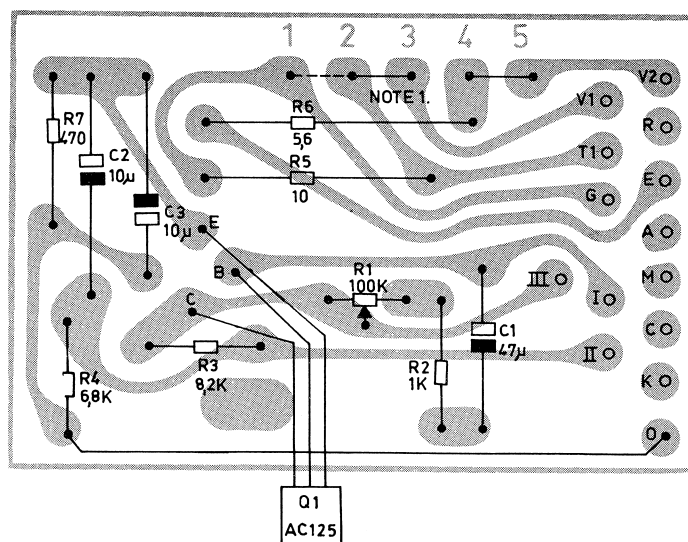 1 2 3 4 5
NOTE 1.
V2
V1
R6
5,6
R
R7
470
C2
10µ
T1
R5
10
E
G
C3
10µ
E
A
B
R1
100K
III
M
I
C
C1
47µ
C
R3
8,2K
R2
1K
II
R4
6,8K
K
O
Q1
AC125